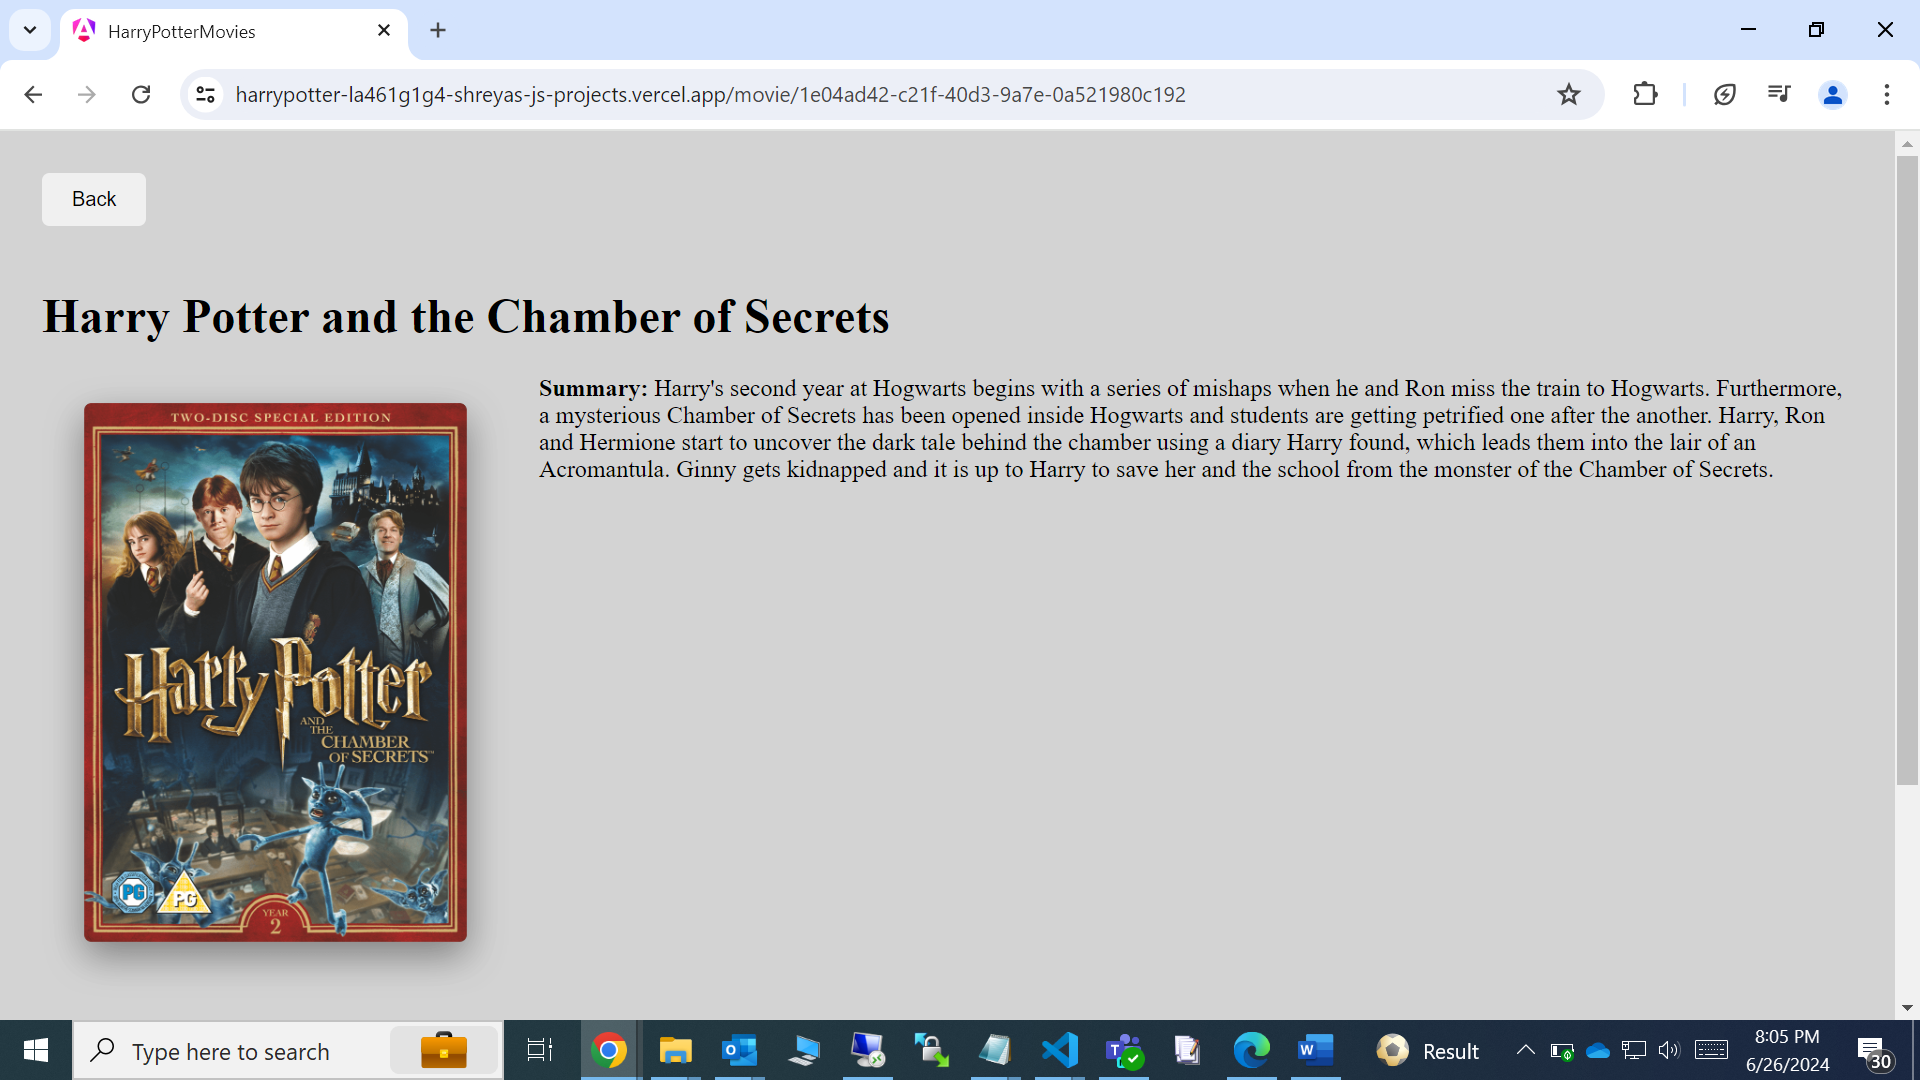 HarryPotterMovies
harrypotter-la461g1g4-shreyas-js-projects.vercel.app/movie/1e04ad42-c21f-40d3-9a7e-0a521980c192
Back
Harry Potter and the Chamber of Secrets
Summary: Harry's second year at Hogwarts begins with a series of mishaps when he and Ron miss the train to Hogwarts. Furthermore,
a mysterious Chamber of Secrets has been opened inside Hogwarts and students are getting petrified one after the another. Harry, Ron
and Hermione start to uncover the dark tale behind the chamber using a diary Harry found, which leads them into the lair of an
Acromantula. Ginny gets kidnapped and it is up to Harry to save her and the school from the monster of the Chamber of Secrets.
TWO-DISC SPECIAL EDITION
Harry Potter
AND
THE
CHAMBER
OF SECRETS™
PG
PG
YEAR
2
Type here to search
Result
8:05 PM
6/26/2024
30